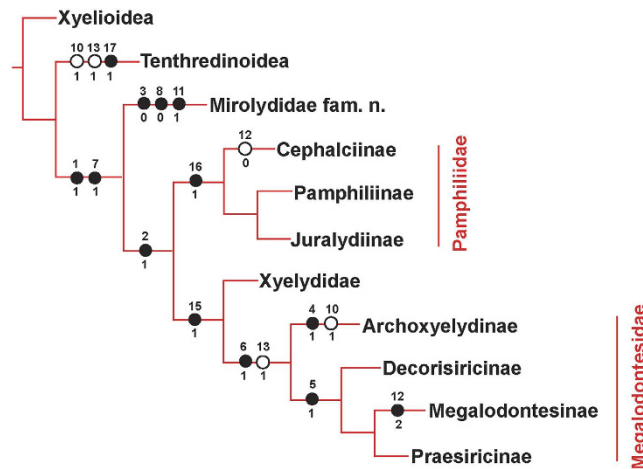 Xyelioidea
10 13 17
1 1 1
Tenthredinoidea
3 8 11
0 0 1
Mirolydidae fam. n.
12
0
Cephalciinae
1 7
1 1
16
1
Pamphiliinae
Pamphiliidae
2
1
Juralydiinae
Xyelydidae
15
1
4 10
1 1
Archoxyelydinae
6 13
1 1
Decorisiricinae
5
1
12
2
Megalodontesinae
Megalodontesidae
Praesiricinae